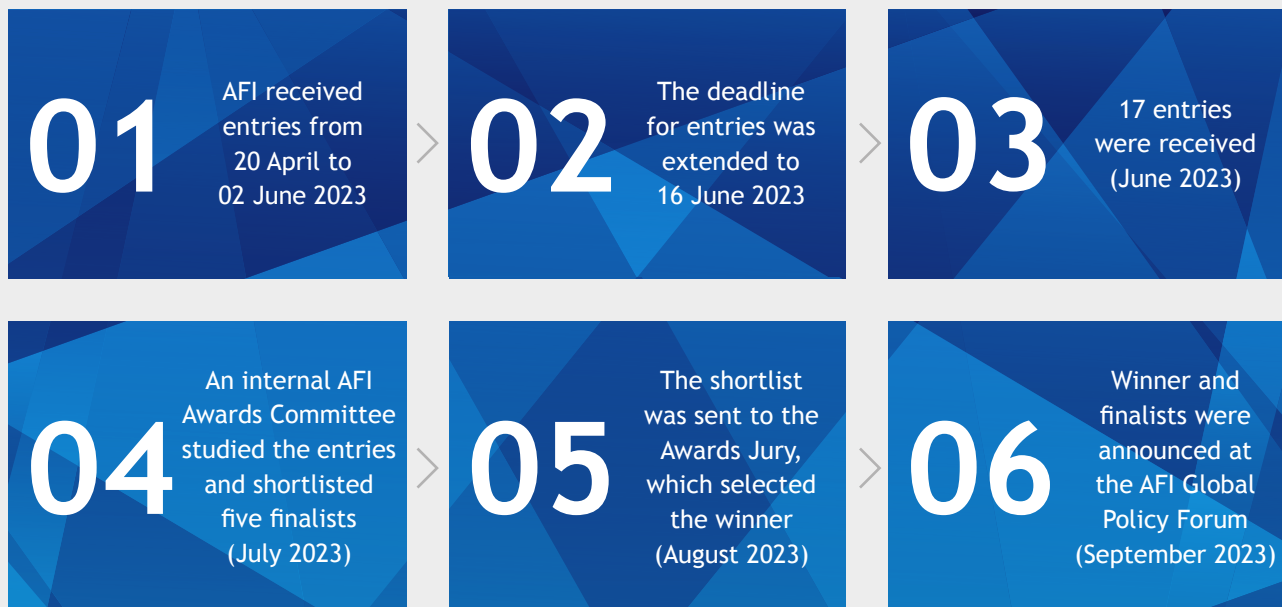 01
AFI received
entries from
20 April to
02 June 2023
02
The deadline
for entries was
extended to
16 June 2023
03
17 entries
were received
(June 2023)
04
An internal AFI
Awards Committee
studied the entries
and shortlisted
five finalists
(July 2023)
05
The shortlist
was sent to the
Awards Jury,
which selected
the winner
(August 2023)
06
Winner and
finalists were
announced at
the AFI Global
Policy Forum
(September 2023)